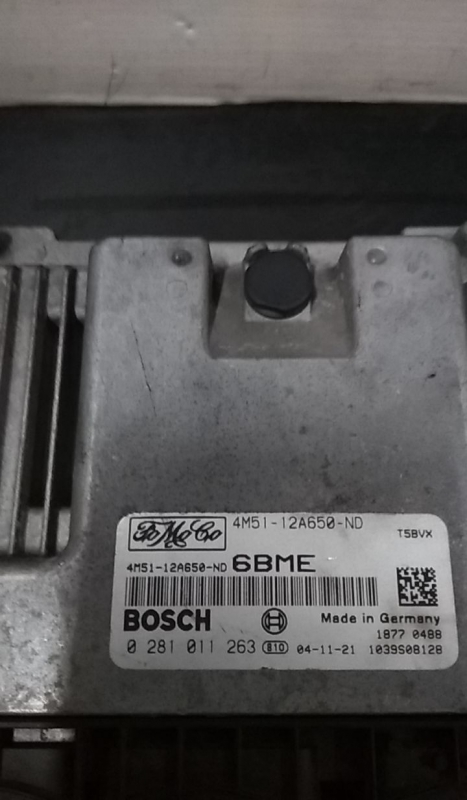 FoMoCo 4M51-12A650-ND
T5BVX
4M51-12A650-ND 6BME
BOSCH
Made in Germany
1877 0488
0 281 011 263 810 04-11-21 1039S08128